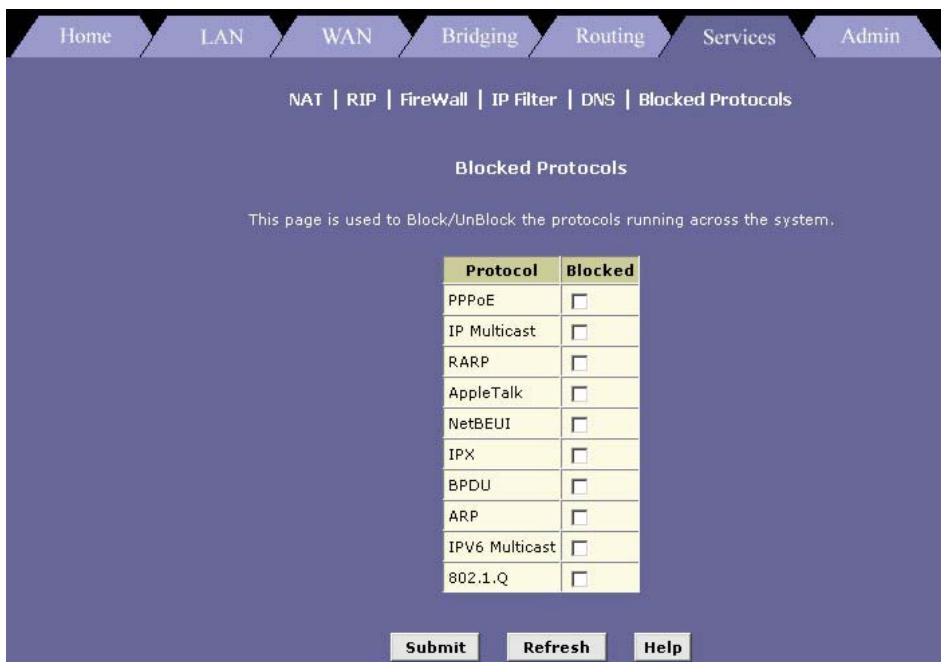 Home LAN WAN Bridging Routing Services Admin
NAT | RIP | FireWall | IP Filter | DNS | Blocked Protocols
Blocked Protocols
This page is used to Block/UnBlock the protocols running across the system.
Protocol Blocked
PPPoE
IP Multicast
RARP
AppleTalk
NetBEUI
IPX
BPDU
ARP
IPV6 Multicast
802.1.Q
Submit Refresh Help